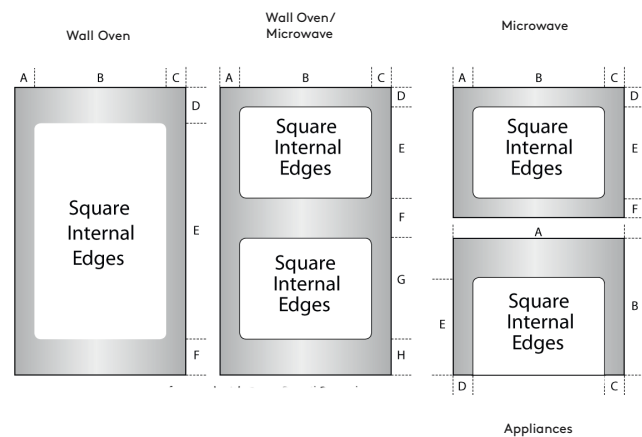 Wall Oven
A B C
D
Square
Internal
Edges
E
F
Wall Oven/
Microwave
A B C
D
Square
Internal
Edges
E
F
Square
Internal
Edges
G
H
Microwave
A B C
D
Square
Internal
Edges
E
F
A
B
Square
Internal
Edges
E
D C
Appliances